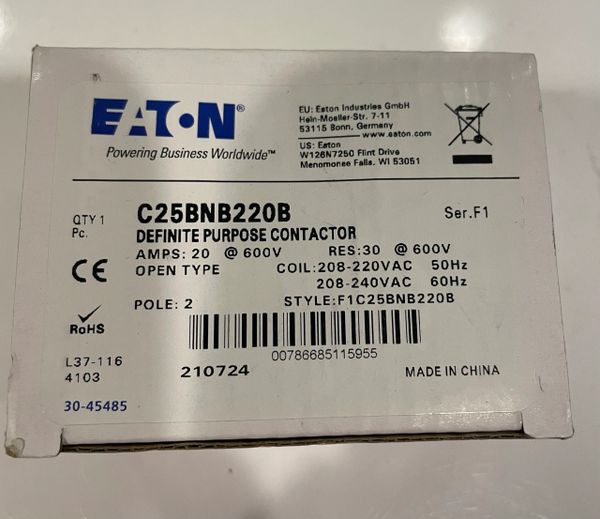 EATON®
Powering Business Worldwide™
EU: Eaton Industries GmbH
Hein-Moeller-Str. 7-11
53115 Bonn, Germany
www.eaton.com
US: Eaton
W126N7250 Flint Drive
Menomonee Falls, WI 53051
QTY 1
Pc.
C25BNB220B
Ser.F1
DEFINITE PURPOSE CONTACTOR
AMPS: 20 @ 600V RES:30 @ 600V
OPEN TYPE COIL:208-220VAC 50Hz
208-240VAC 60Hz
CE
POLE: 2 STYLE:F1C25BNB220B
RoHS
00786685115955
L37-116
4103
210724
MADE IN CHINA
30-45485